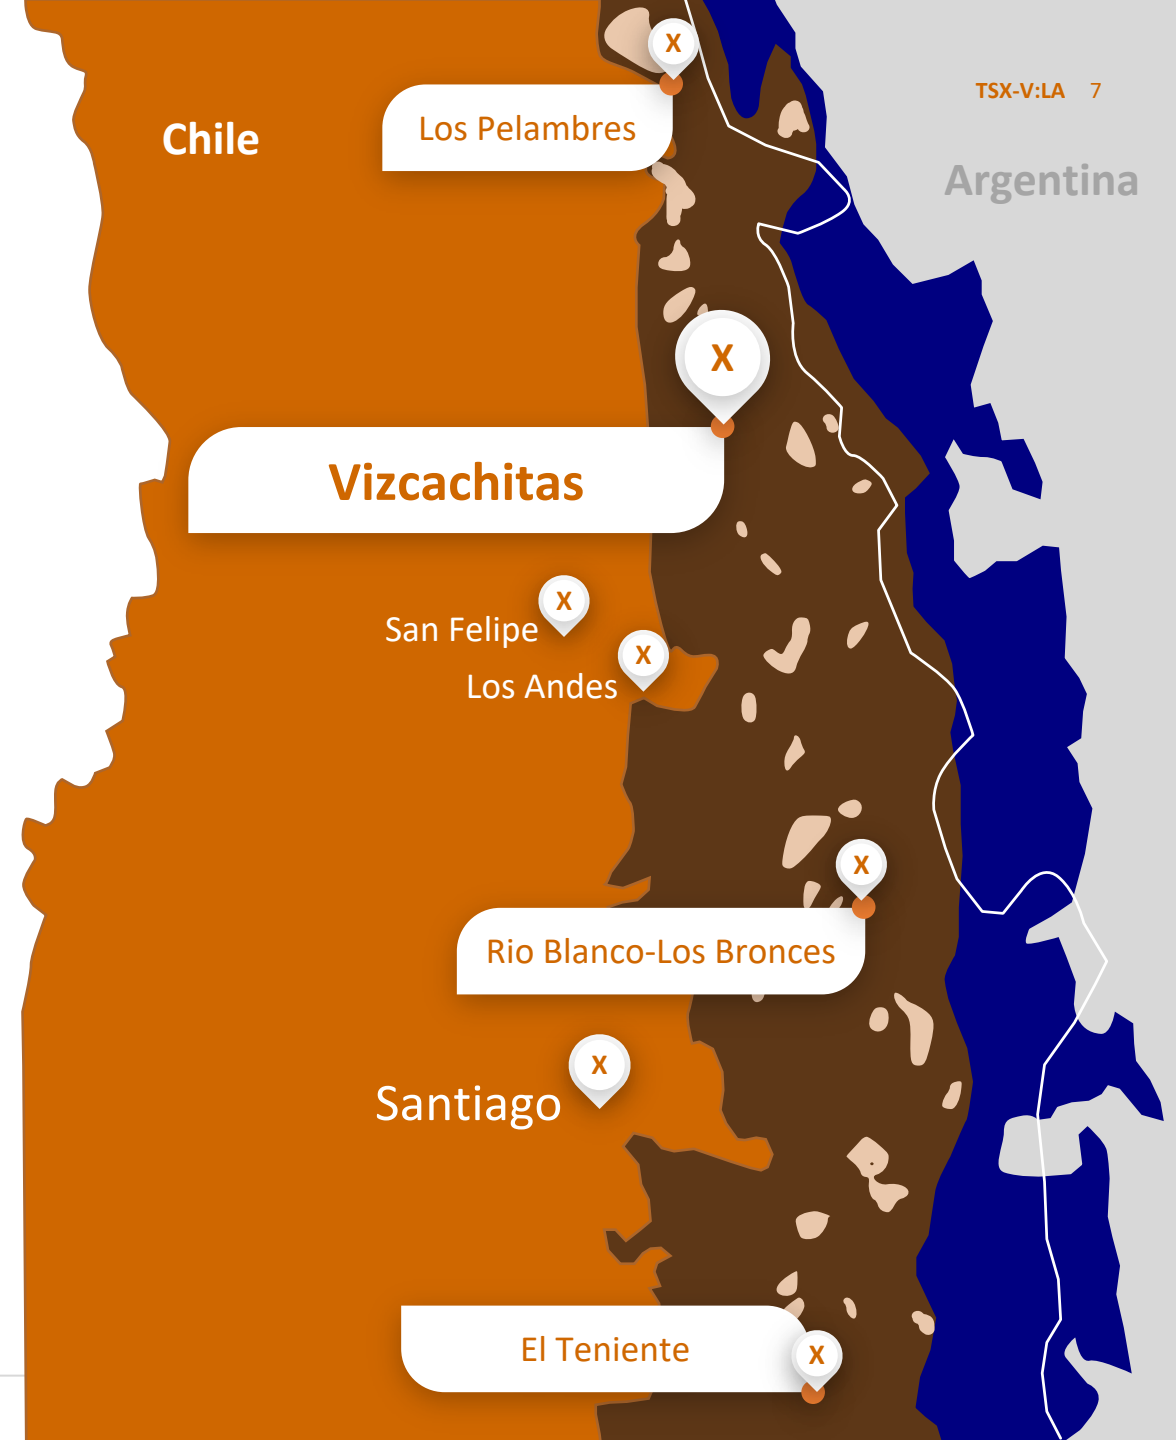 TSX-V:LA 7
Chile
Los Pelambres
Argentina
X
X
Vizcachitas
X
San Felipe
X
Los Andes
X
Rio Blanco-Los Bronces
X
Santiago
El Teniente
X